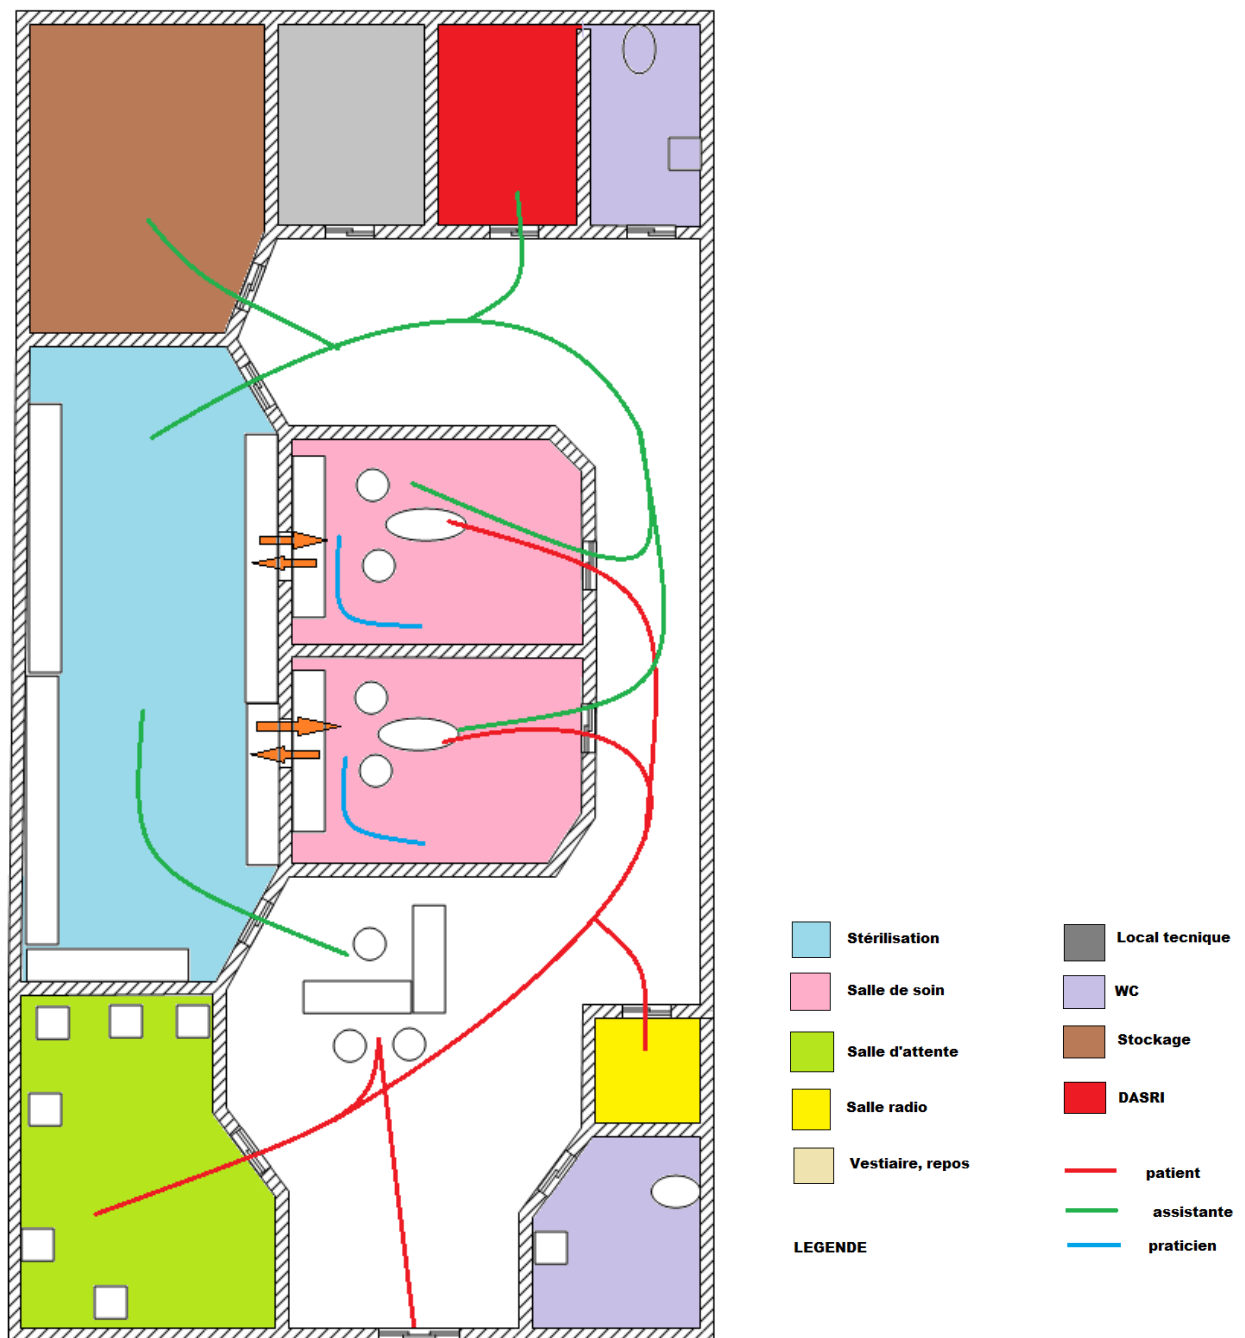 Stérilisation
Salle de soin
Salle d'attente
Salle radio
Vestiaire, repos
LEGENDE
Local tecnique
WC
Stockage
DASRI
patient
assistante
praticien